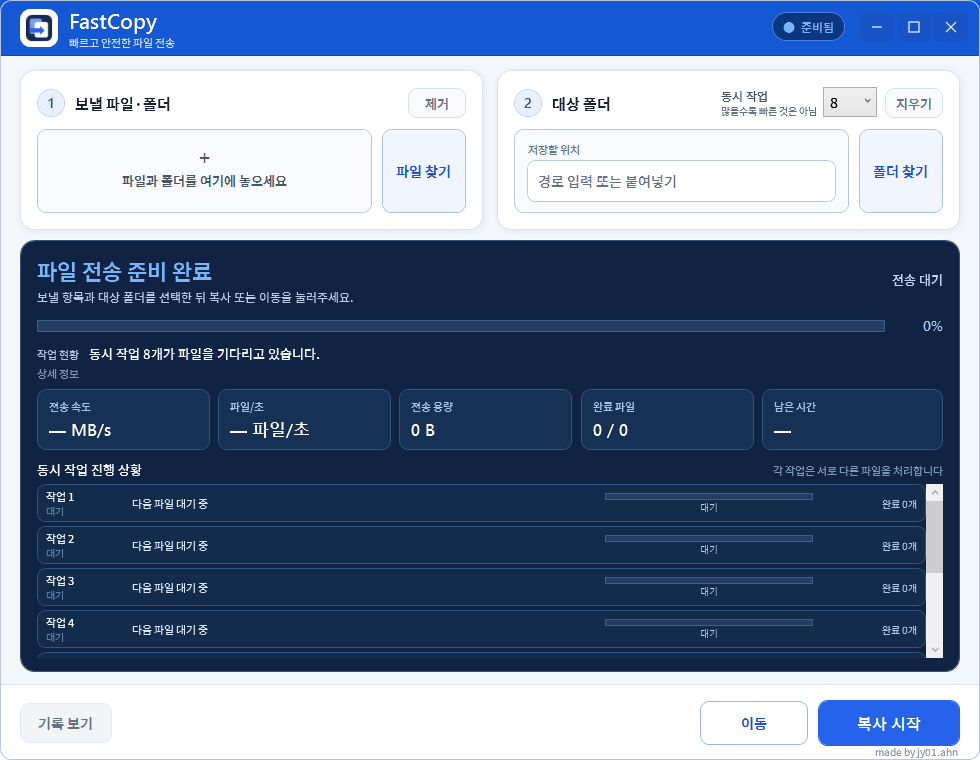 FastCopy
빠르고 안전한 파일 전송
준비됨
1 보낼 파일·폴더
제거
+
파일과 폴더를 여기에 놓으세요
파일 찾기
2 대상 폴더
동시 작업
많을수록 빠른 것은 아님
8
지우기
저장할 위치
경로 입력 또는 붙여넣기
폴더 찾기
파일 전송 준비 완료
보낼 항목과 대상 폴더를 선택한 뒤 복사 또는 이동을 눌러주세요.
전송 대기
0%
작업 현황 동시 작업 8개가 파일을 기다리고 있습니다.
상세 정보
전송 속도
— MB/s
파일/초
— 파일/초
전송 용량
0 B
완료 파일
0 / 0
남은 시간
—
동시 작업 진행 상황
각 작업은 서로 다른 파일을 처리합니다
작업 1
대기
다음 파일 대기 중
대기
완료 0개
작업 2
대기
다음 파일 대기 중
대기
완료 0개
작업 3
대기
다음 파일 대기 중
대기
완료 0개
작업 4
대기
다음 파일 대기 중
대기
완료 0개
기록 보기
이동
복사 시작
made by jy01.ahn